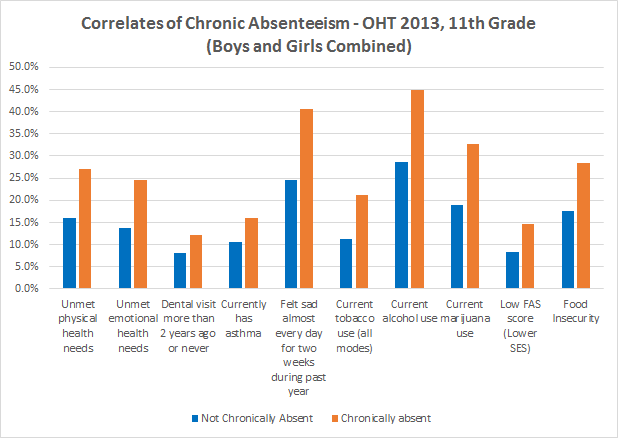 Correlates of Chronic Absenteeism - OHT 2013, 11th Grade
(Boys and Girls Combined)
50.0%
45.0%
40.0%
35.0%
30.0%
25.0%
20.0%
15.0%
10.0%
5.0%
0.0%
Unmet
physical
health
needs
Unmet
emotional
health
needs
Dental visit
more than
2 years ago
or never
Currently
has
asthma
Felt sad
almost
every day
for two
weeks
during past
year
Current
tobacco
use (all
modes)
Current
alcohol use
Current
marijuana
use
Low FAS
score
(Lower
SES)
Food
Insecurity
Not Chronically Absent
Chronically absent